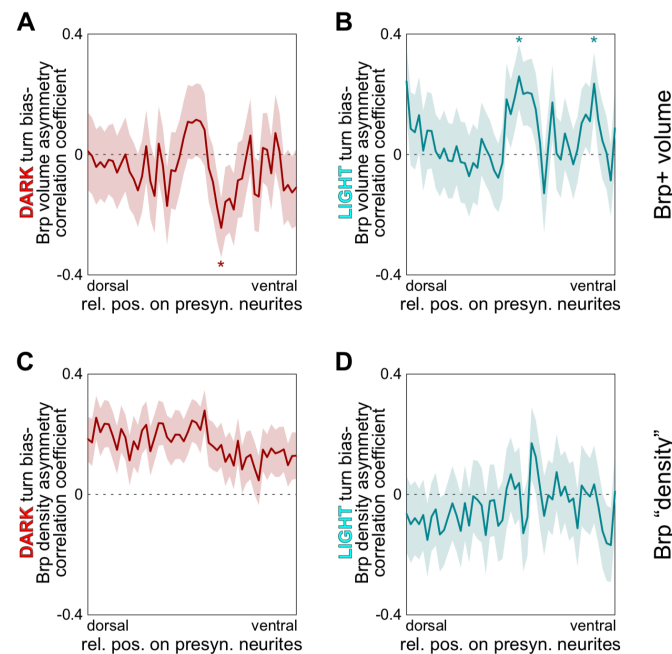 A
DARK turn bias-
Brp volume asymmetry
correlation coefficient
0.4
0
-0.4
*
dorsal ventral
rel. pos. on presyn. neurites
B
LIGHT turn bias-
Brp volume asymmetry
correlation coefficient
0.4
0
-0.4
* *
dorsal ventral
rel. pos. on presyn. neurites
Brp+ volume
C
DARK turn bias-
Brp density asymmetry
correlation coefficient
0.4
0
-0.4
dorsal ventral
rel. pos. on presyn. neurites
D
LIGHT turn bias-
Brp density asymmetry
correlation coefficient
0.4
0
-0.4
dorsal ventral
rel. pos. on presyn. neurites
Brp “density”